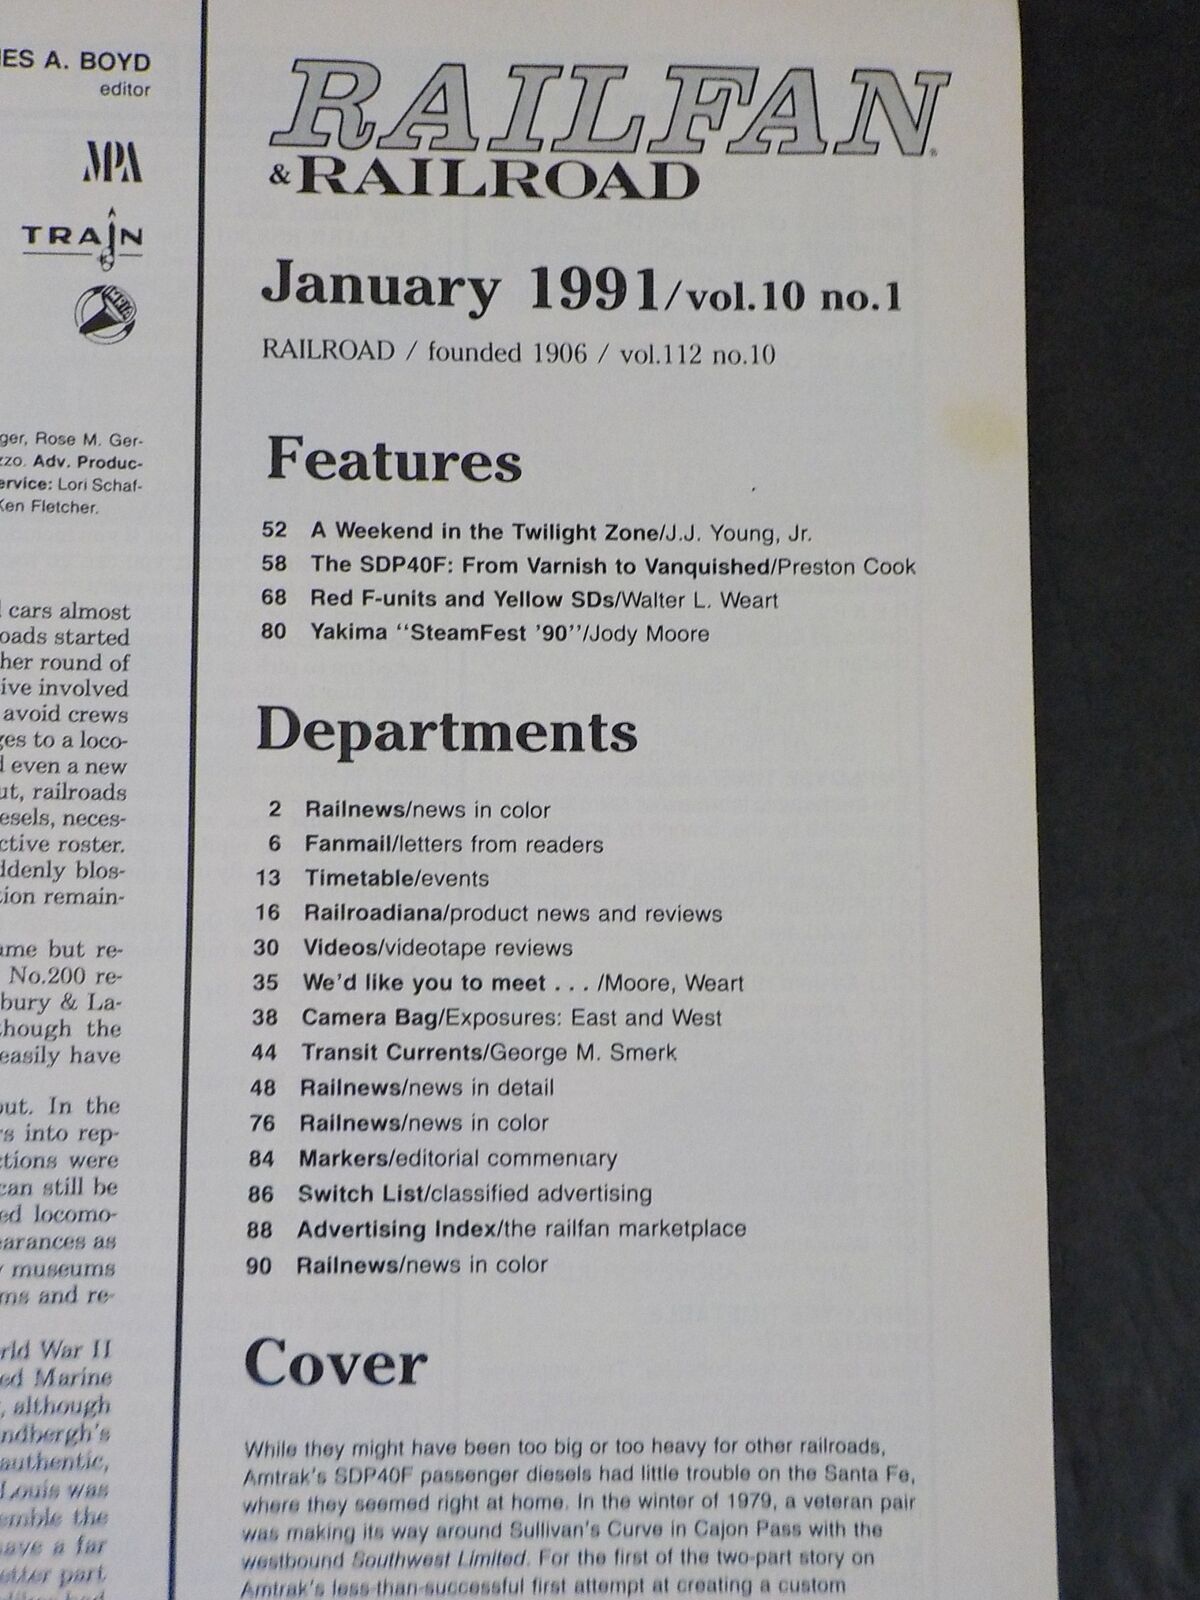 ES A. BOYD
editor
MPA
TRAIN
ger, Rose M. Ger-
zzo. Adv. Produc-
ervice: Lori Schaf-
Ken Fletcher.
cars almost
oads started
her round of
ive involved
avoid crews
ges to a loco-
d even a new
ut, railroads
esels, neces-
ctive roster.
ddenly blos-
tion remain-
ame but re-
No.200 re-
bury & La-
though the
easily have
out. In the
rs into rep-
ctions were
can still be
ed locomo-
earances as
y museums
ms and re-
rld War II
ed Marine
, although
ndbergh's
authentic,
Louis was
emble the
ave a far
etter part
RAILFAN
& RAILROAD
January 1991/vol.10 no.1
RAILROAD / founded 1906 / vol.112 no.10
Features
52 A Weekend in the Twilight Zone/J.J. Young, Jr.
58 The SDP40F: From Varnish to Vanquished/Preston Cook
68 Red F-units and Yellow SDs/Walter L. Weart
80 Yakima "SteamFest '90"/Jody Moore
Departments
2 Railnews/news in color
6 Fanmail/letters from readers
13 Timetable/events
16 Railroadiana/product news and reviews
30 Videos/videotape reviews
35 We'd like you to meet . . . /Moore, Weart
38 Camera Bag/Exposures: East and West
44 Transit Currents/George M. Smerk
48 Railnews/news in detail
76 Railnews/news in color
84 Markers/editorial commentary
86 Switch List/classified advertising
88 Advertising Index/the railfan marketplace
90 Railnews/news in color
Cover
While they might have been too big or too heavy for other railroads,
Amtrak's SDP40F passenger diesels had little trouble on the Santa Fe,
where they seemed right at home. In the winter of 1979, a veteran pair
was making its way around Sullivan's Curve in Cajon Pass with the
westbound Southwest Limited. For the first of the two-part story on
Amtrak's less-than-successful first attempt at creating a custom